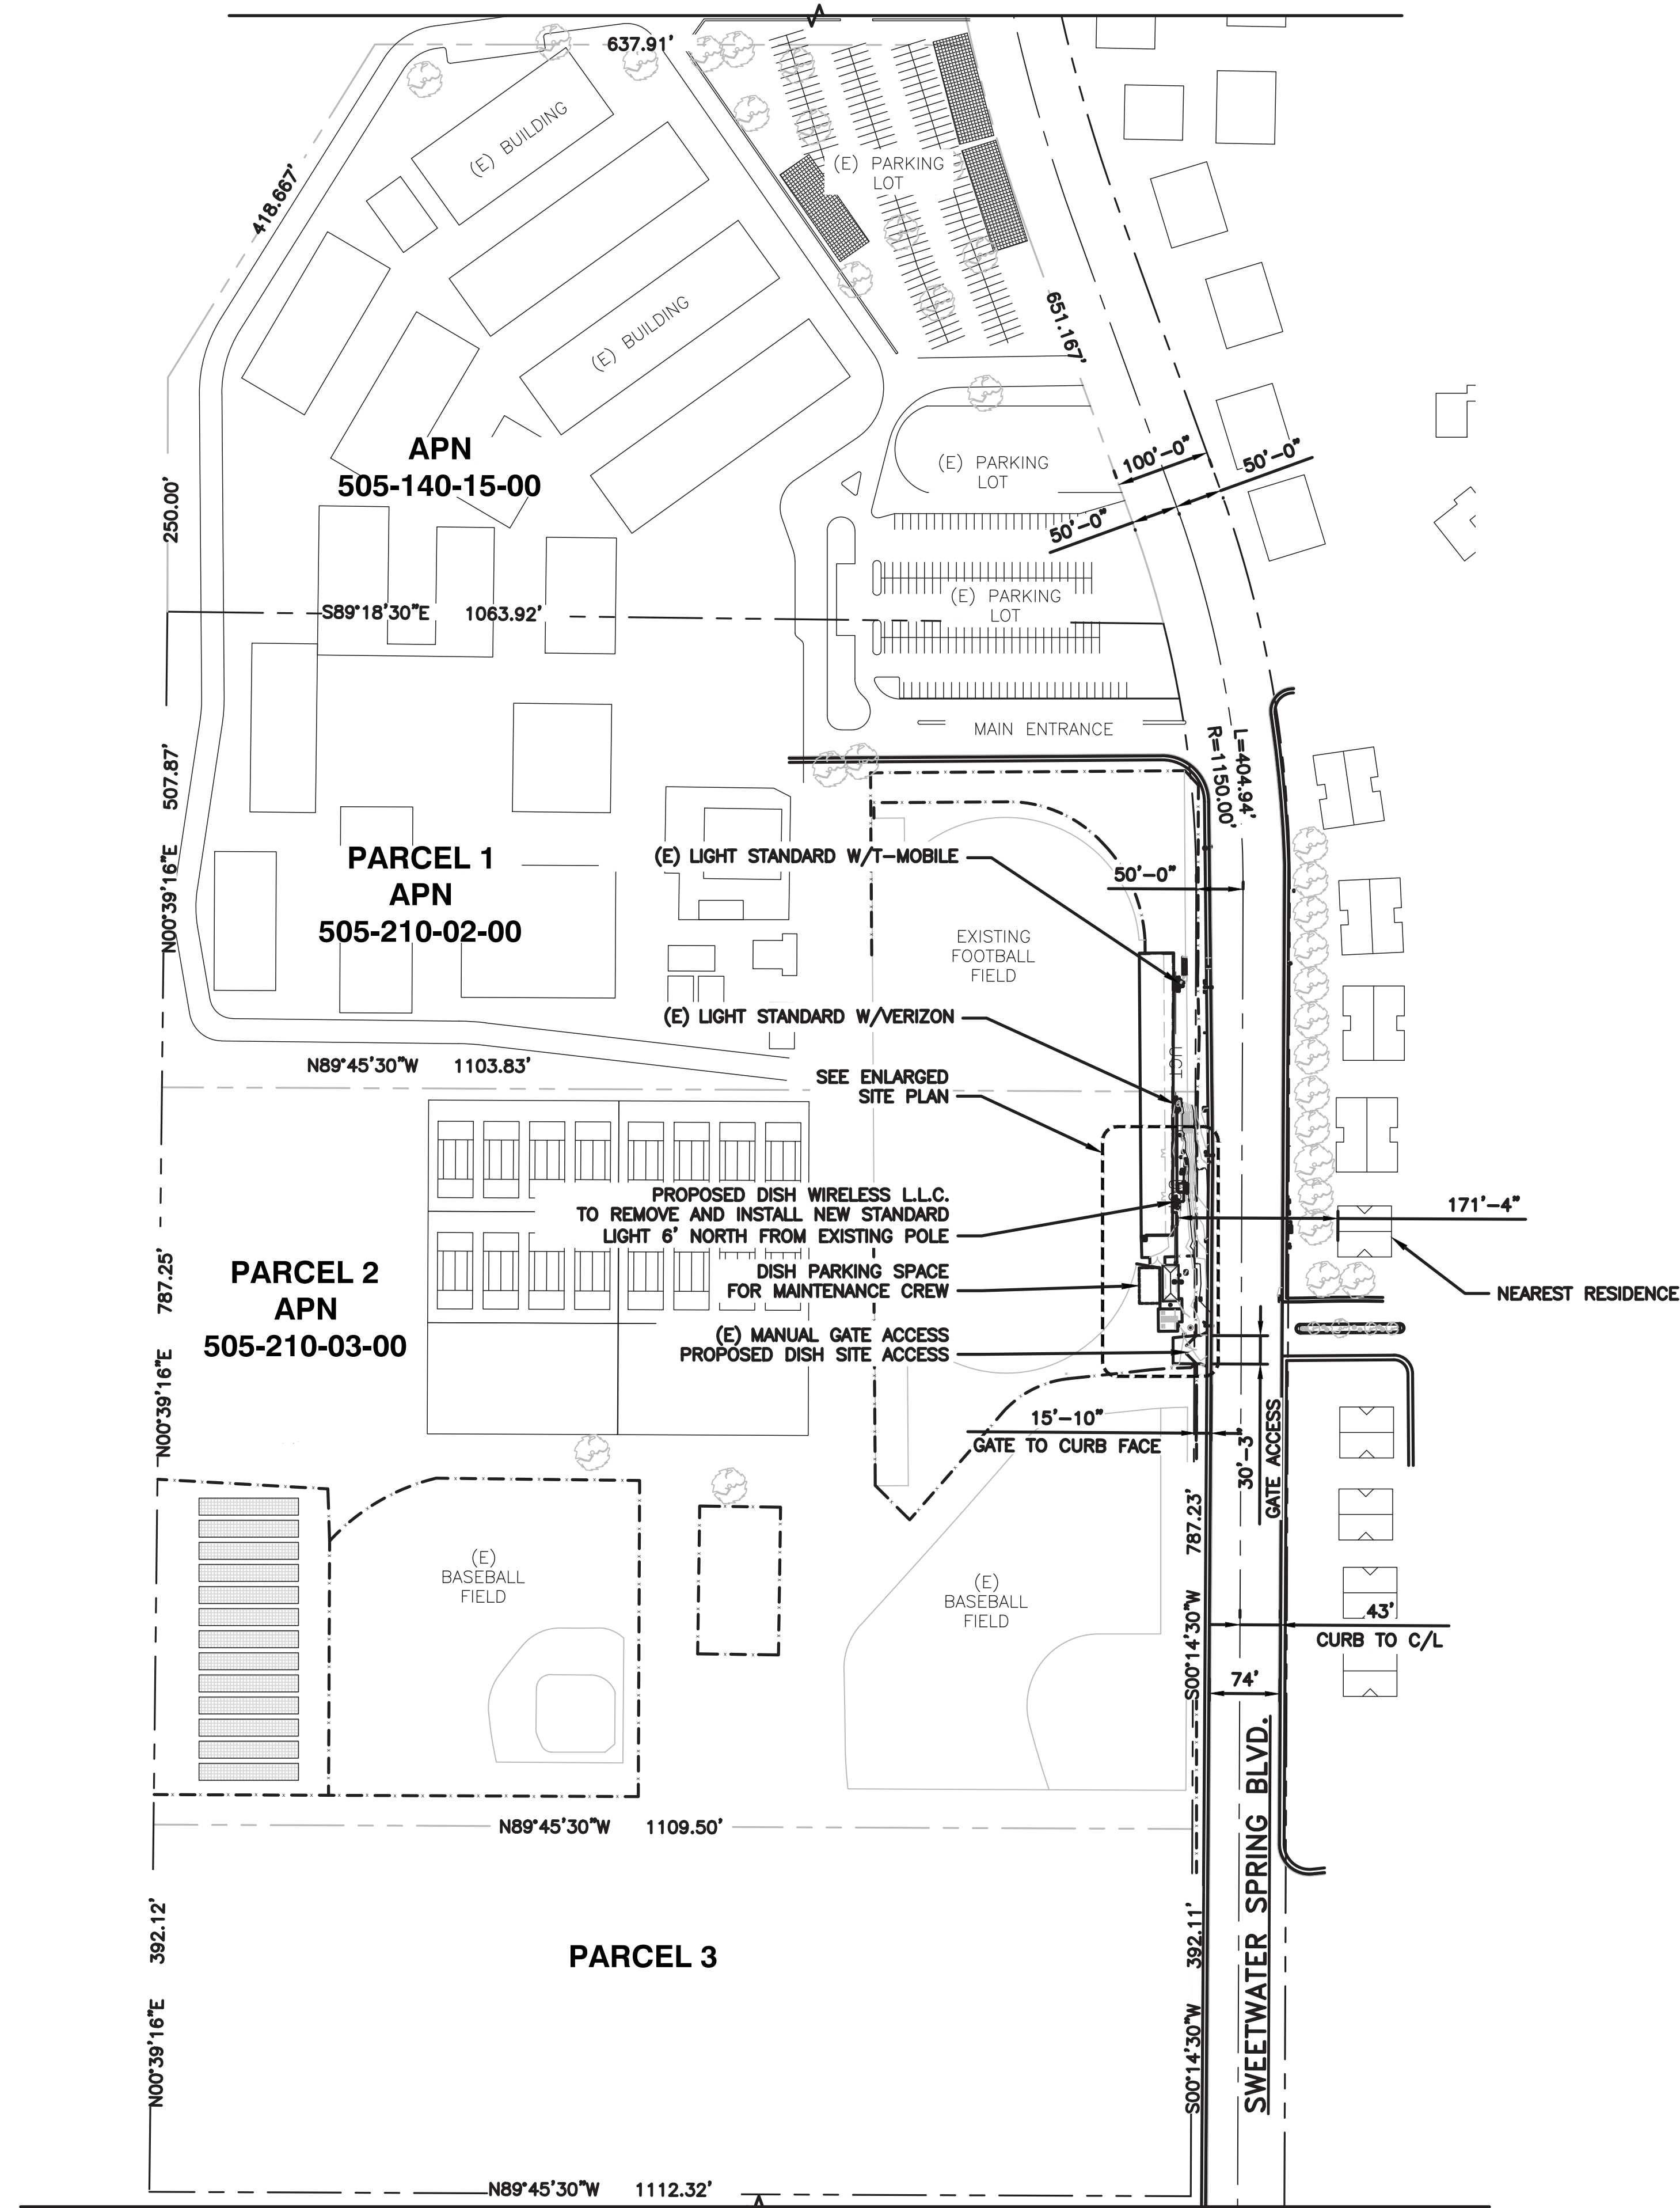 637.91'
(E) BUILDING
418.667'
(E) PARKING
LOT
(E) BUILDING
651.167'
APN
505-140-15-00
250.00'
(E) PARKING
LOT
100'-0"
50'-0"
50'-0"
S89°18'30"E 1063.92'
(E) PARKING
LOT
MAIN ENTRANCE
L=404.94'
R=1150.00'
N00°39'16"E 507.87'
PARCEL 1
APN
505-210-02-00
(E) LIGHT STANDARD W/T-MOBILE
50'-0"
EXISTING
FOOTBALL
FIELD
(E) LIGHT STANDARD W/VERIZON
UGT
N89°45'30"W 1103.83'
SEE ENLARGED
SITE PLAN
PROPOSED DISH WIRELESS L.L.C.
TO REMOVE AND INSTALL NEW STANDARD
LIGHT 6' NORTH FROM EXISTING POLE
171'-4"
NEAREST RESIDENCE
DISH PARKING SPACE
FOR MAINTENANCE CREW
(E) MANUAL GATE ACCESS
PROPOSED DISH SITE ACCESS
PARCEL 2
APN
505-210-03-00
N00°39'16"E 787.25'
15'-10"
GATE TO CURB FACE
30'-3"
GATE ACCESS
(E)
BASEBALL
FIELD
(E)
BASEBALL
FIELD
S00°14'30"W 787.23'
43'
CURB TO C/L
74'
SWEETWATER SPRING BLVD.
N89°45'30"W 1109.50'
N00°39'16"E 392.12'
PARCEL 3
S00°14'30"W 392.11'
N89°45'30"W 1112.32'